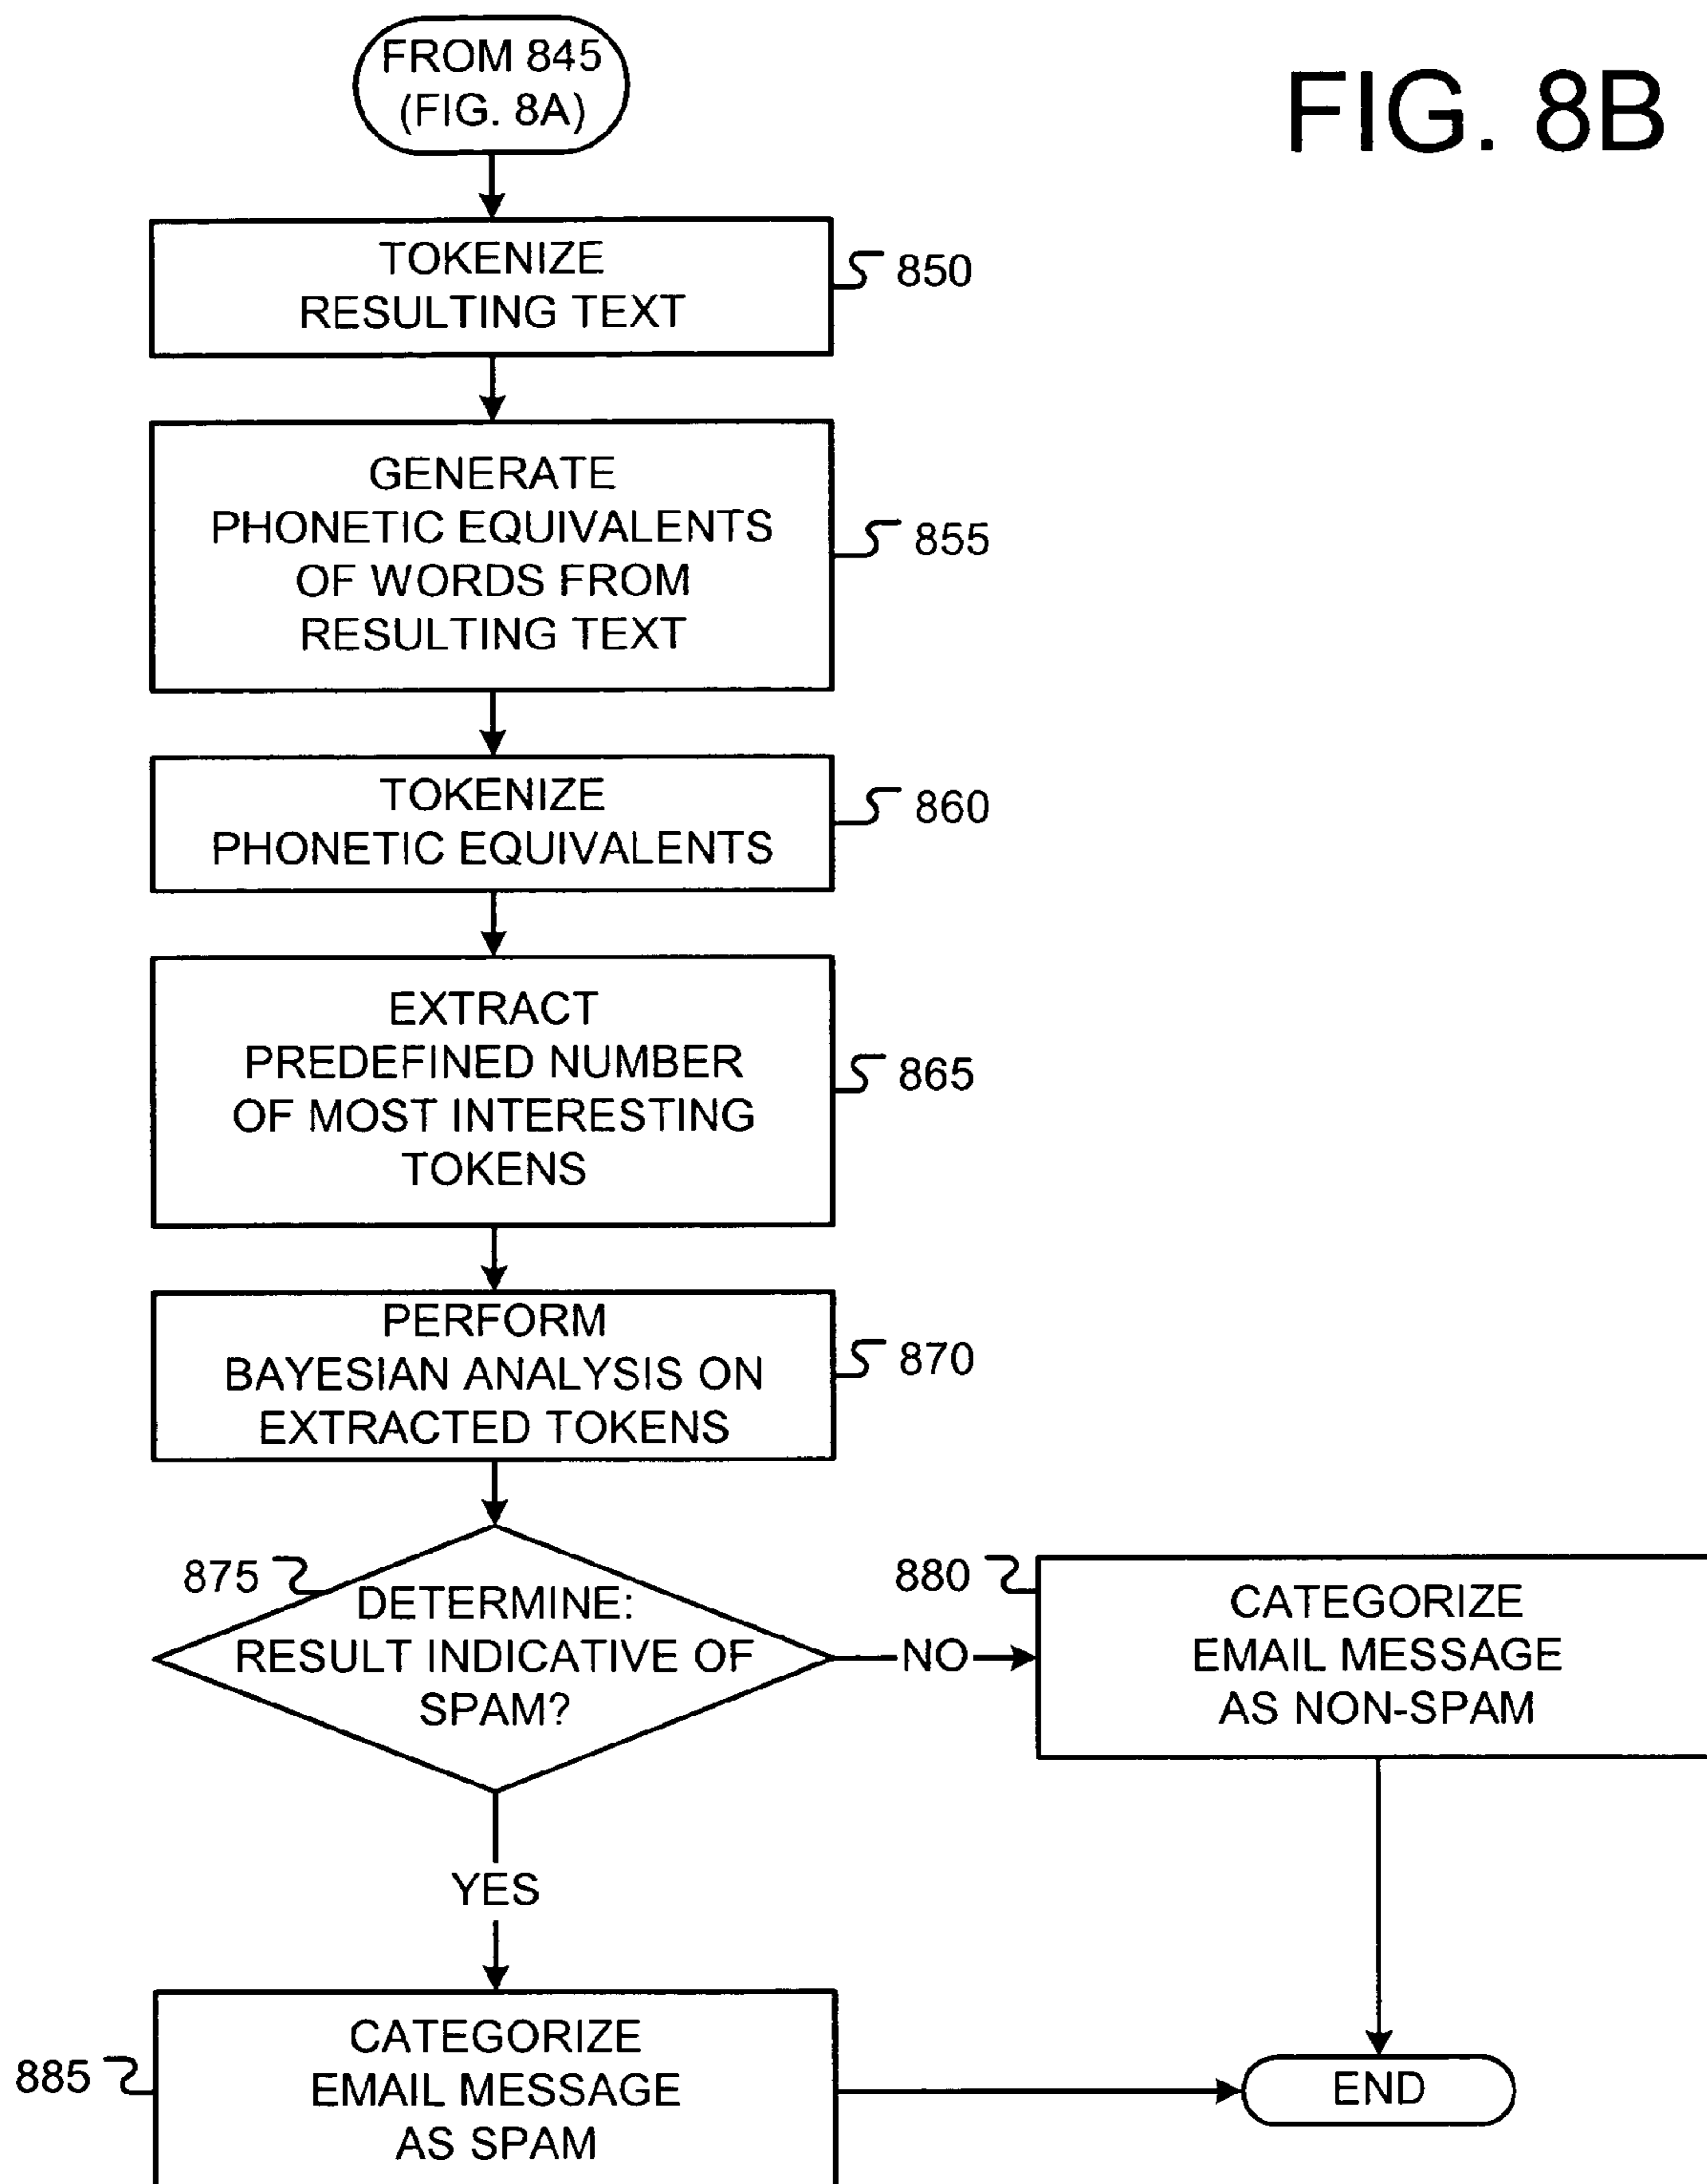 FROM 845
(FIG. 8A)
FIG. 8B
TOKENIZE
RESULTING TEXT
850
GENERATE
PHONETIC EQUIVALENTS
OF WORDS FROM
RESULTING TEXT
855
TOKENIZE
PHONETIC EQUIVALENTS
860
EXTRACT
PREDEFINED NUMBER
OF MOST INTERESTING
TOKENS
865
PERFORM
BAYESIAN ANALYSIS ON
EXTRACTED TOKENS
870
875
DETERMINE:
RESULT INDICATIVE OF
SPAM?
NO
880
CATEGORIZE
EMAIL MESSAGE
AS NON-SPAM
YES
885
CATEGORIZE
EMAIL MESSAGE
AS SPAM
END